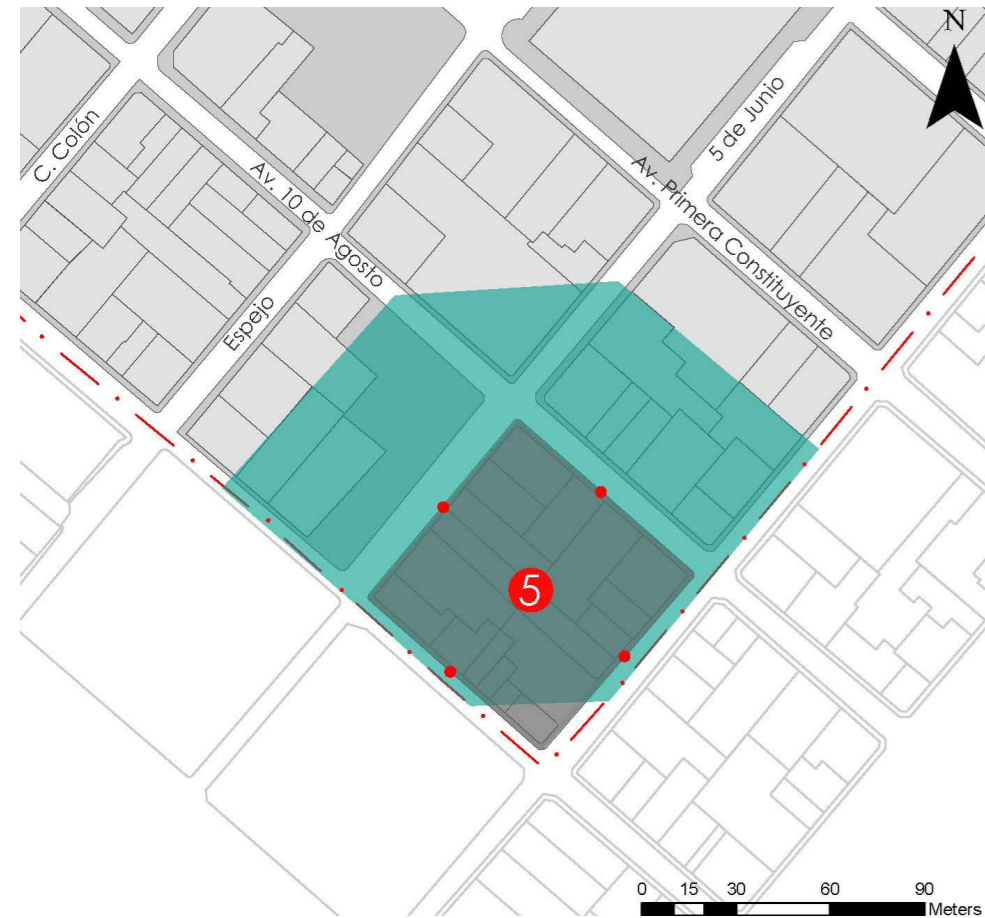 N
5 de Junio
C. Colón
Av. Primera Constituyente
Av. 10 de Agosto
Espejo
5
0 15 30 60 90
Meters